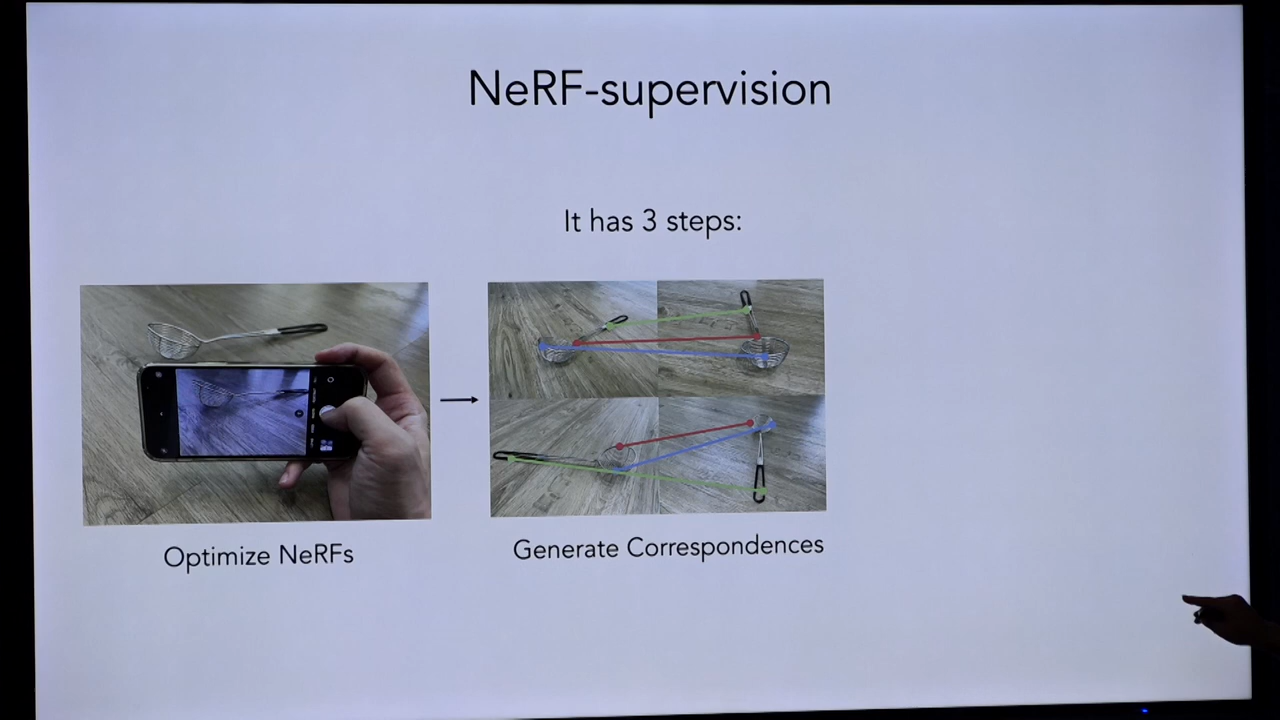 NeRF-supervision
It has 3 steps:
Optimize NeRFs
Generate Correspondences